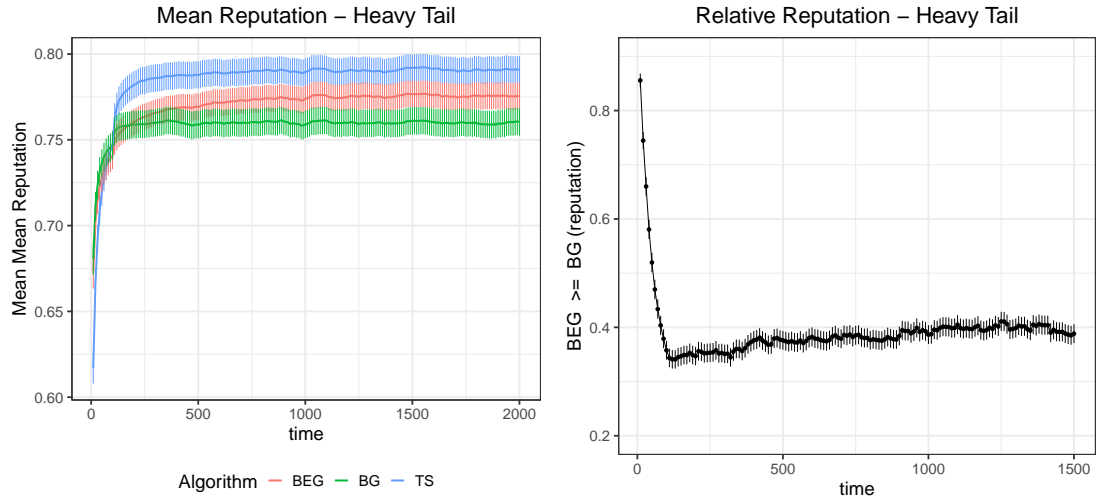 Mean Reputation – Heavy Tail
Mean Mean Reputation
0.80
0.75
0.70
0.65
0.60
0
500
1000
1500
2000
time
Algorithm BEG BG TS
Relative Reputation – Heavy Tail
BEG >= BG (reputation)
0.8
0.6
0.4
0.2
0
500
1000
1500
time